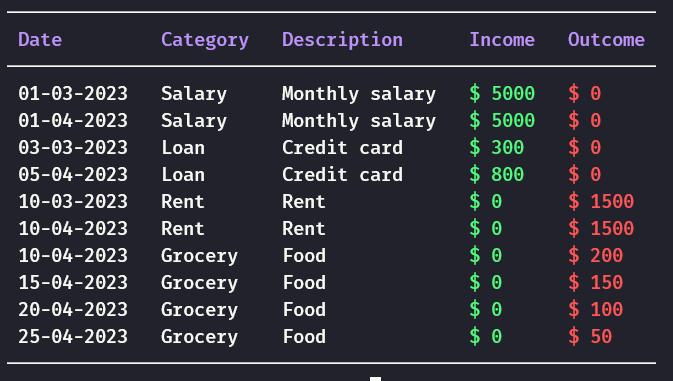 Date Category Description Income Outcome
01-03-2023 Salary Monthly salary $ 5000 $ 0
01-04-2023 Salary Monthly salary $ 5000 $ 0
03-03-2023 Loan Credit card $ 300 $ 0
05-04-2023 Loan Credit card $ 800 $ 0
10-03-2023 Rent Rent $ 0 $ 1500
10-04-2023 Rent Rent $ 0 $ 1500
10-04-2023 Grocery Food $ 0 $ 200
15-04-2023 Grocery Food $ 0 $ 150
20-04-2023 Grocery Food $ 0 $ 100
25-04-2023 Grocery Food $ 0 $ 50